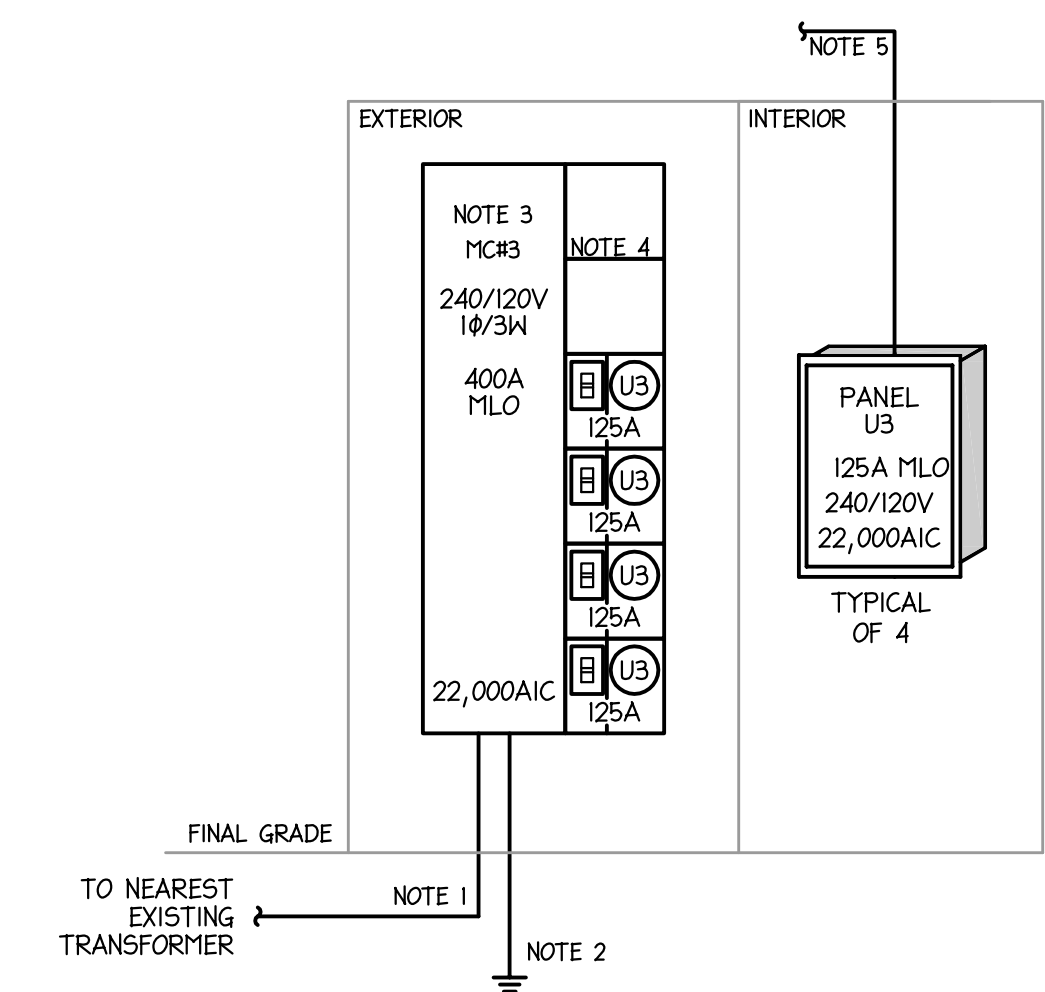 NOTE 5
EXTERIOR
INTERIOR
NOTE 3
MC#3
NOTE 4
240/120V
1ϕ/3W
400A
MLO
U3
125A
U3
125A
U3
125A
U3
125A
22,000AIC
PANEL
U3
125A MLO
240/120V
22,000AIC
TYPICAL
OF 4
FINAL GRADE
TO NEAREST
EXISTING
TRANSFORMER
NOTE 1
NOTE 2